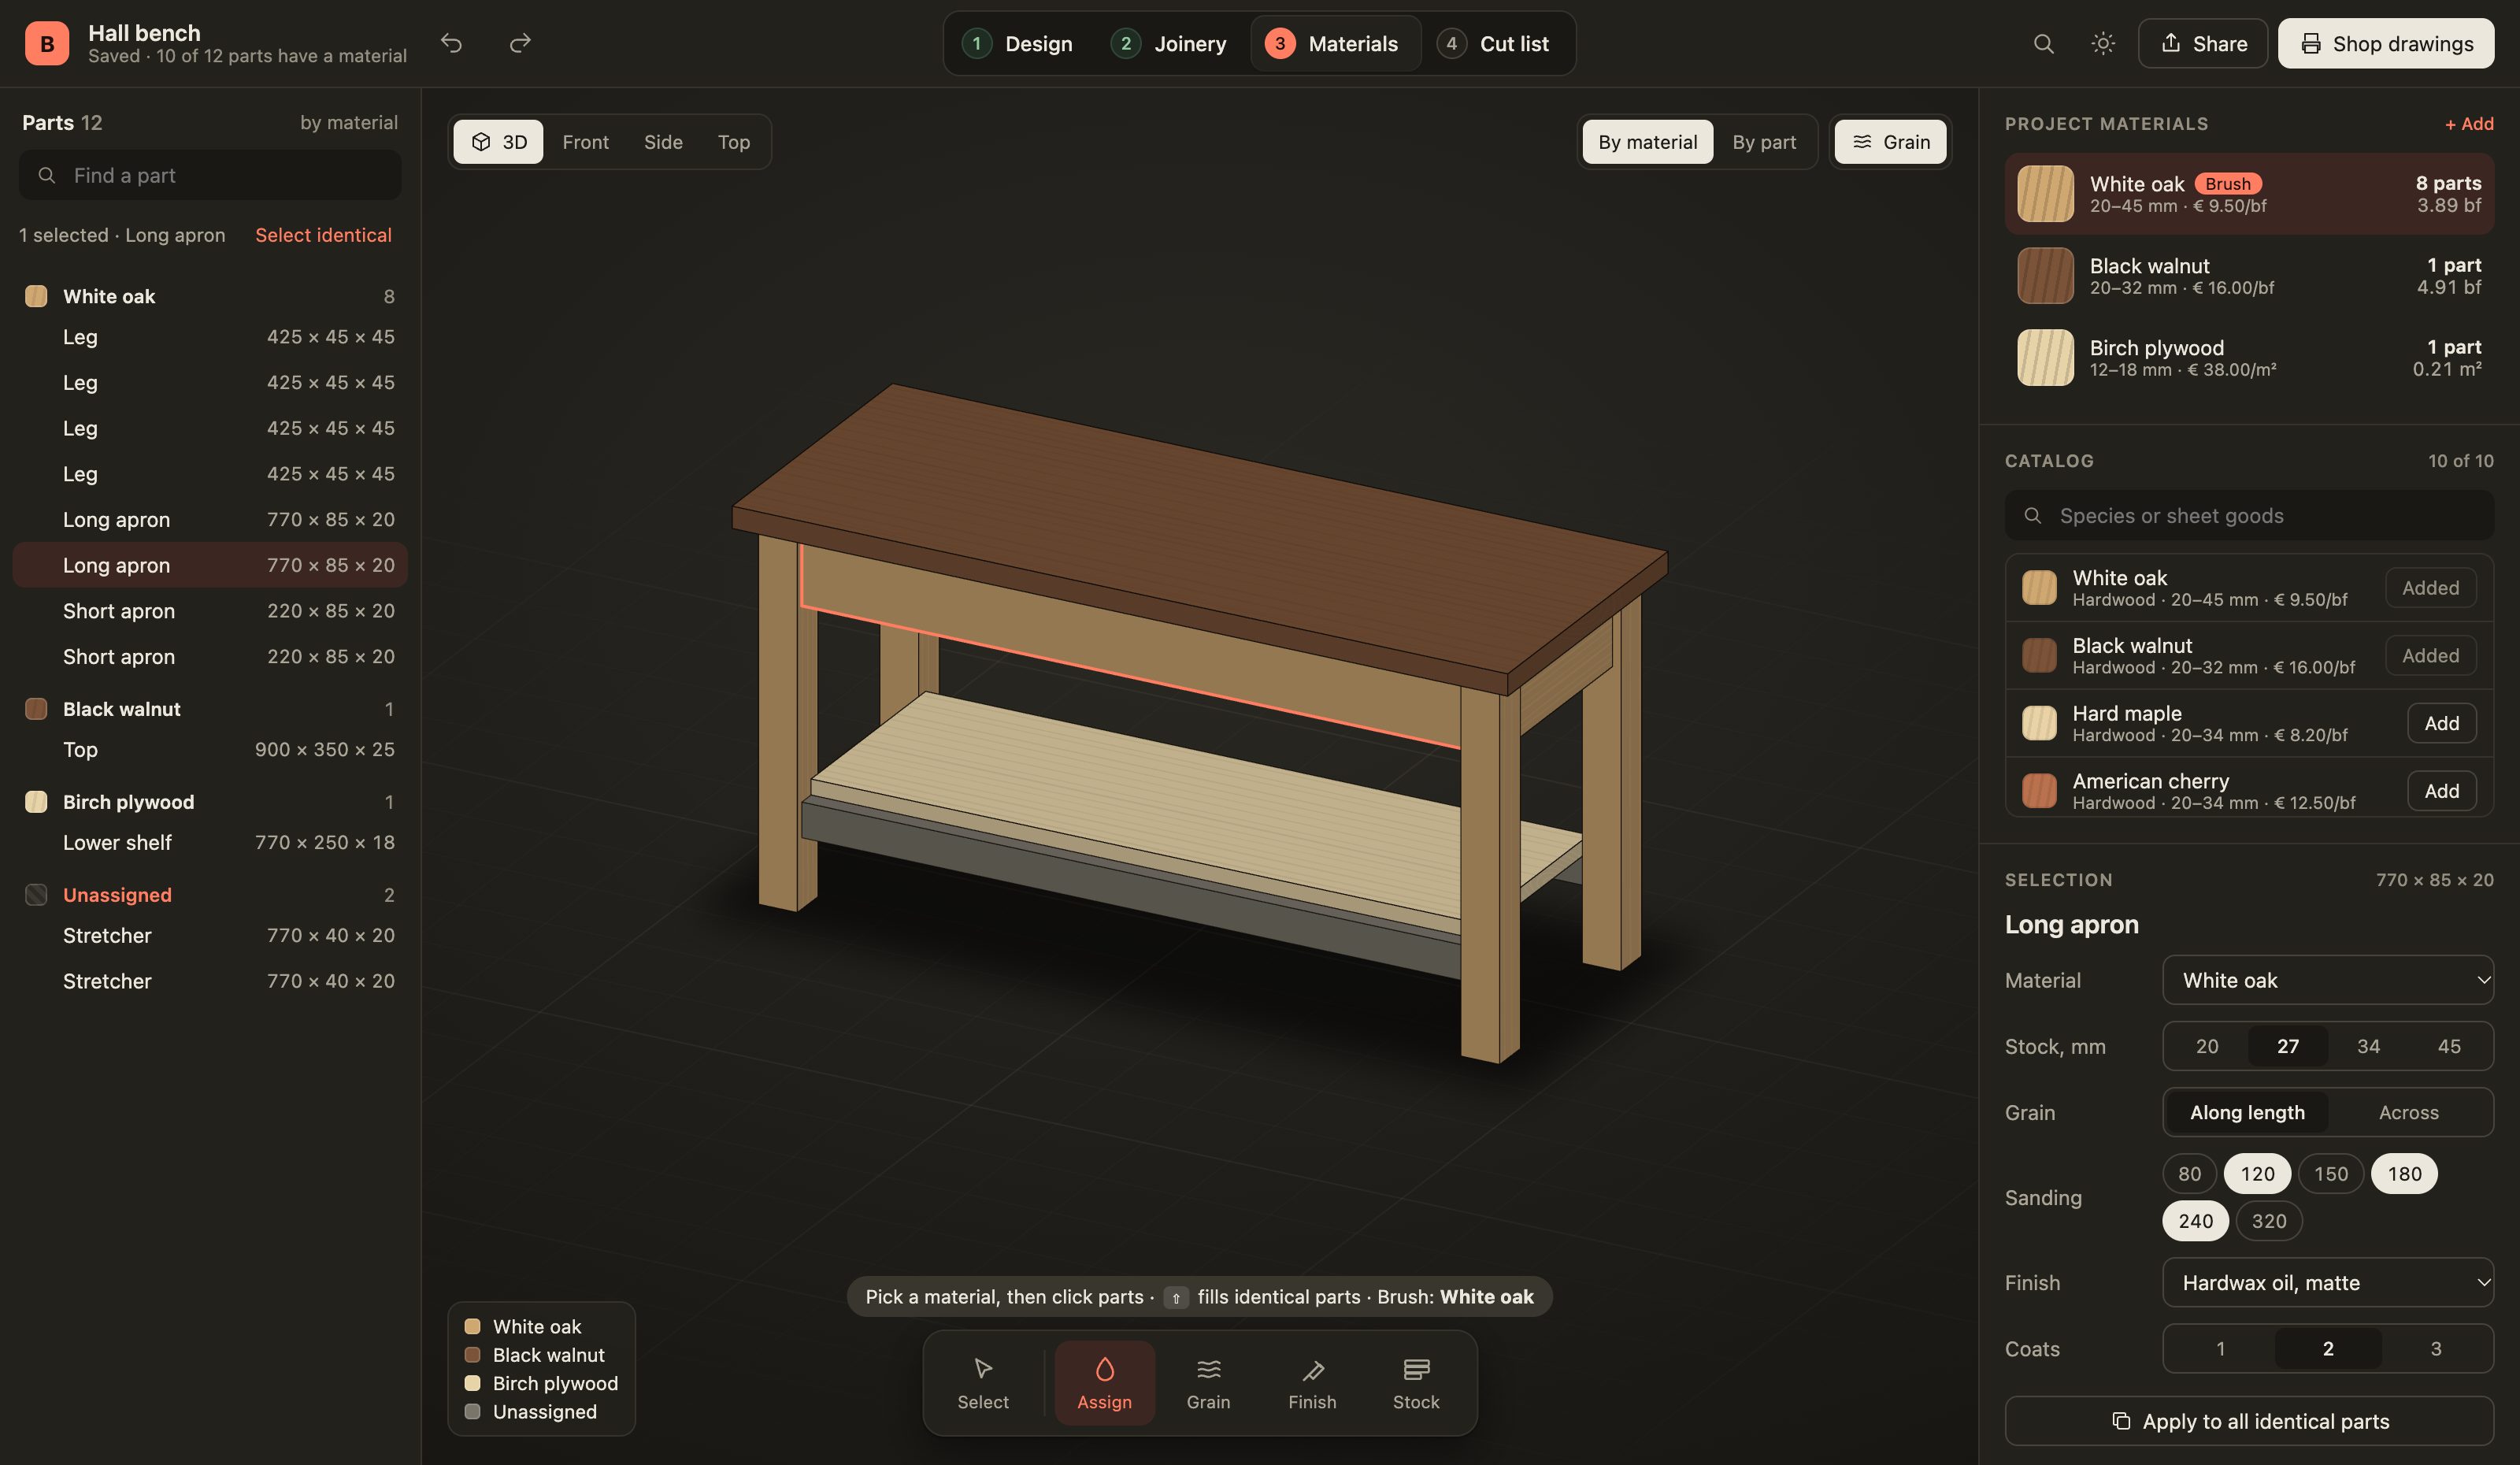 B
Hall bench
Saved · 10 of 12 parts have a material
1 Design
2 Joinery
3 Materials
4 Cut list
Share
Shop drawings
Parts 12
by material
Find a part
1 selected · Long apron
Select identical
White oak 8
Leg 425 × 45 × 45
Leg 425 × 45 × 45
Leg 425 × 45 × 45
Leg 425 × 45 × 45
Long apron 770 × 85 × 20
Long apron 770 × 85 × 20
Short apron 220 × 85 × 20
Short apron 220 × 85 × 20
Black walnut 1
Top 900 × 350 × 25
Birch plywood 1
Lower shelf 770 × 250 × 18
Unassigned 2
Stretcher 770 × 40 × 20
Stretcher 770 × 40 × 20
3D Front Side Top
By material By part
Grain
White oak
Black walnut
Birch plywood
Unassigned
Pick a material, then click parts · ⇧ fills identical parts · Brush: White oak
Select
Assign
Grain
Finish
Stock
PROJECT MATERIALS
+ Add
White oak Brush 8 parts
20–45 mm · € 9.50/bf 3.89 bf
Black walnut 1 part
20–32 mm · € 16.00/bf 4.91 bf
Birch plywood 1 part
12–18 mm · € 38.00/m² 0.21 m²
CATALOG
10 of 10
Species or sheet goods
White oak
Hardwood · 20–45 mm · € 9.50/bf
Added
Black walnut
Hardwood · 20–32 mm · € 16.00/bf
Added
Hard maple
Hardwood · 20–34 mm · € 8.20/bf
Add
American cherry
Hardwood · 20–34 mm · € 12.50/bf
Add
SELECTION
770 × 85 × 20
Long apron
Material White oak
Stock, mm 20 27 34 45
Grain Along length Across
Sanding 80 120 150 180
240 320
Finish Hardwax oil, matte
Coats 1 2 3
Apply to all identical parts